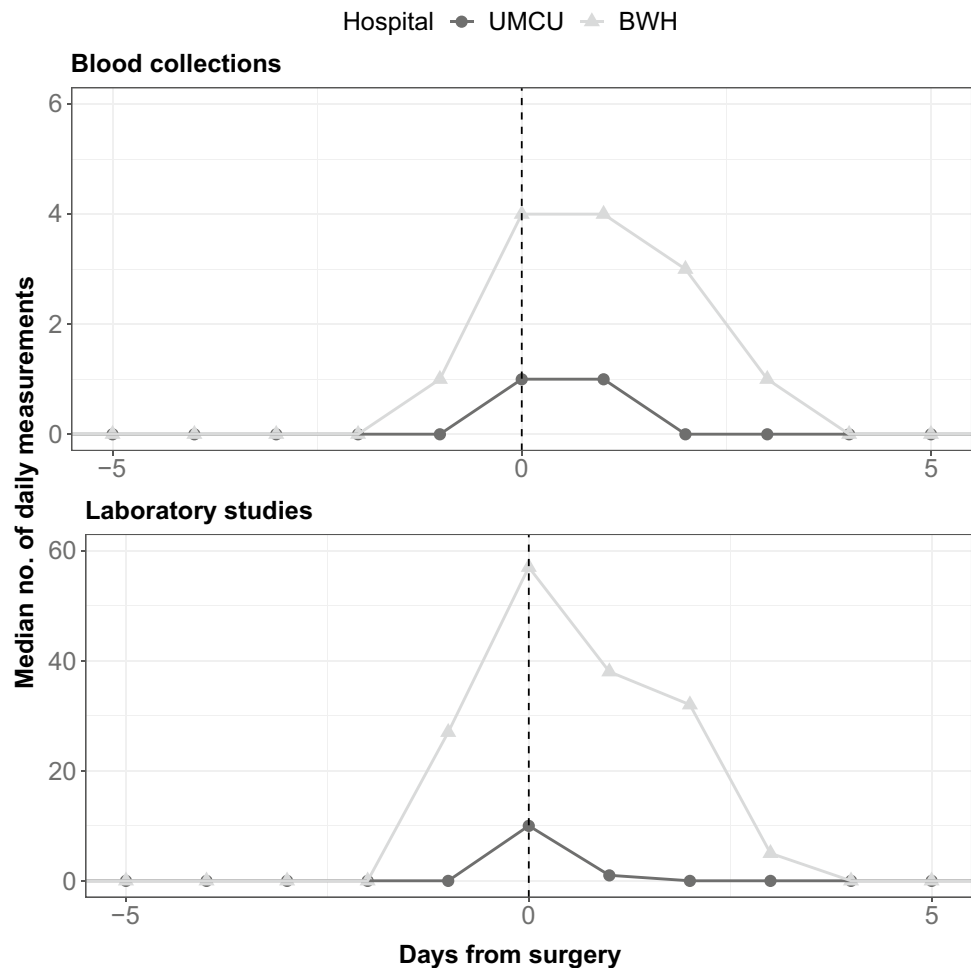 Hospital UMCU BWH
Blood collections
6
4
2
0
−5 0 5
Median no. of daily measurements
Laboratory studies
60
40
20
0
−5 0 5
Days from surgery